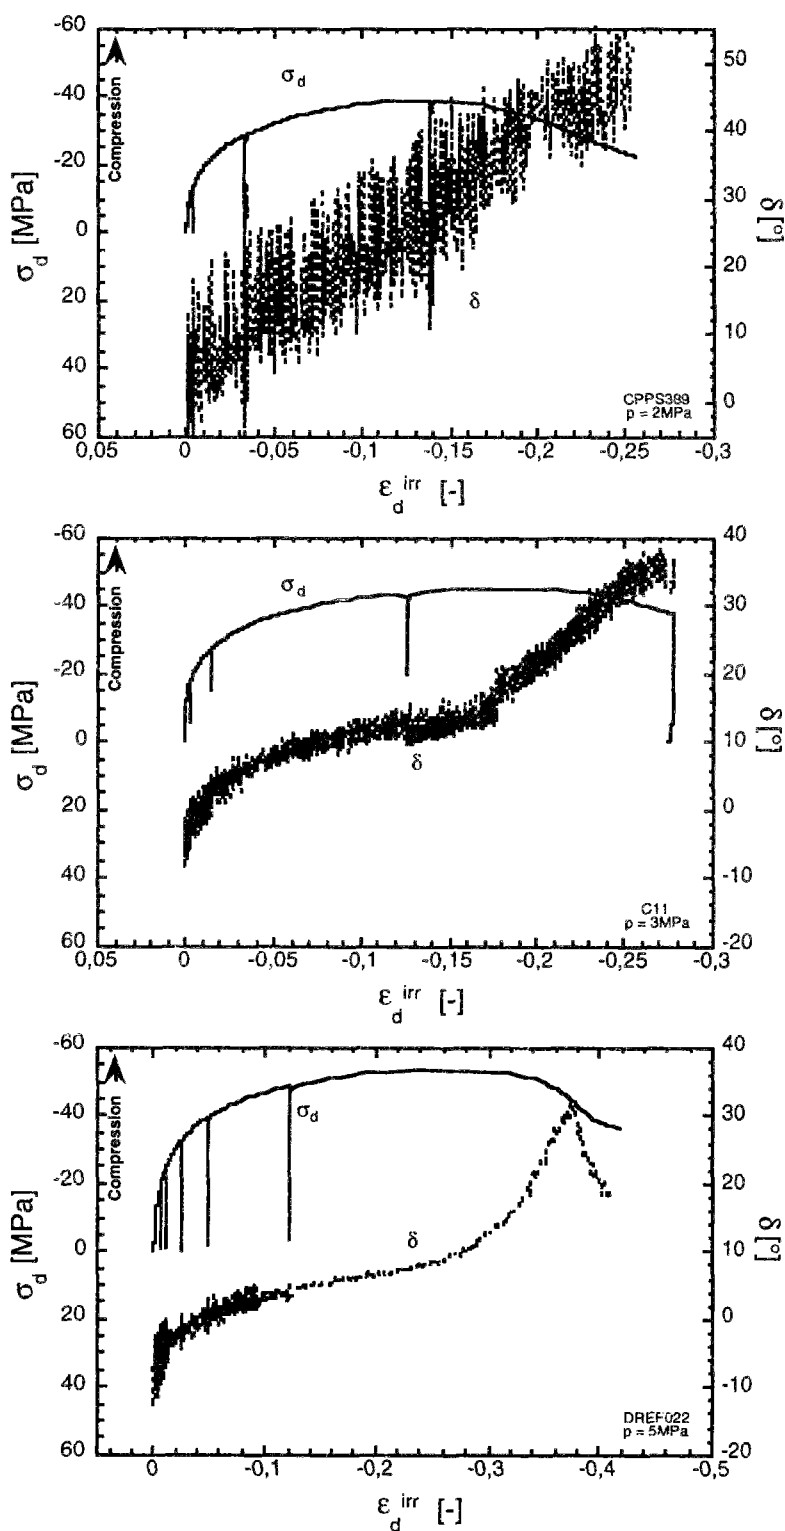 -60
-40
-20
0
20
40
60
σd [MPa]
Compression
σd
δ
50
40
30
20
10
0
δ [°]
CPPS389
p = 2MPa
0,05
0
-0,05
-0,1
-0,15
-0,2
-0,25
-0,3
εd irr [-]
-60
-40
-20
0
20
40
60
σd [MPa]
Compression
σd
δ
40
30
20
10
0
-10
-20
δ [°]
C11
p = 3MPa
0,05
0
-0,05
-0,1
-0,15
-0,2
-0,25
-0,3
εd irr [-]
-60
-40
-20
0
20
40
60
σd [MPa]
Compression
σd
δ
40
30
20
10
0
-10
-20
δ [°]
DREF022
p = 5MPa
0
-0,1
-0,2
-0,3
-0,4
-0,5
εd irr [-]